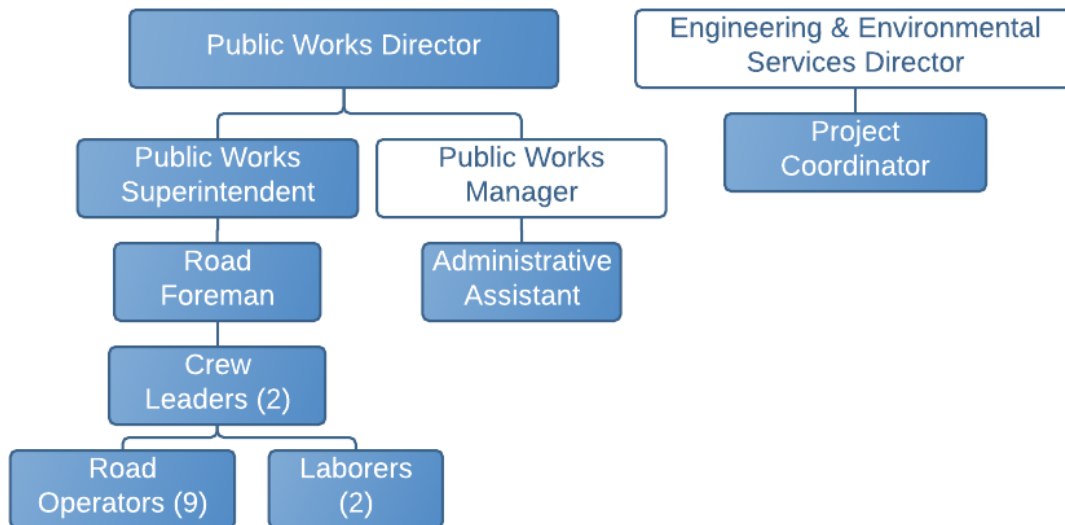 Public Works Director
Engineering & Environmental
Services Director
Public Works
Superintendent
Public Works
Manager
Project
Coordinator
Road
Foreman
Administrative
Assistant
Crew
Leaders (2)
Road
Operators (9)
Laborers
(2)